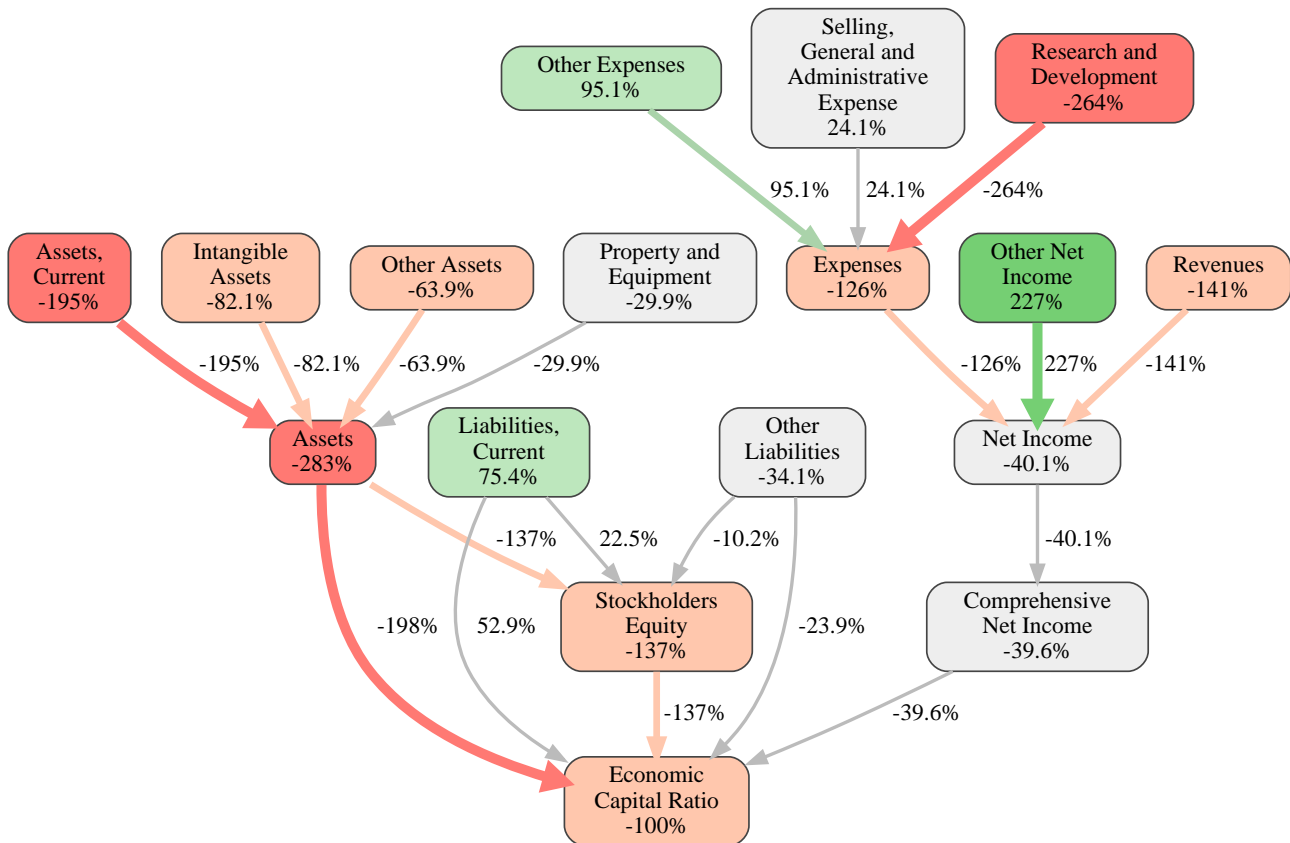 Selling,
General and
Administrative
Expense
24.1%
Other Expenses
95.1%
Research and
Development
-264%
95.1%
24.1%
-264%
Assets,
Current
-195%
Intangible
Assets
-82.1%
Other Assets
-63.9%
Property and
Equipment
-29.9%
Expenses
-126%
Other Net
Income
227%
Revenues
-141%
-195%
-82.1%
-63.9%
-29.9%
-126%
227%
-141%
Assets
-283%
Liabilities,
Current
75.4%
Other
Liabilities
-34.1%
Net Income
-40.1%
-137%
22.5%
-10.2%
-40.1%
Stockholders
Equity
-137%
Comprehensive
Net Income
-39.6%
-198%
52.9%
-23.9%
-137%
-39.6%
Economic
Capital Ratio
-100%